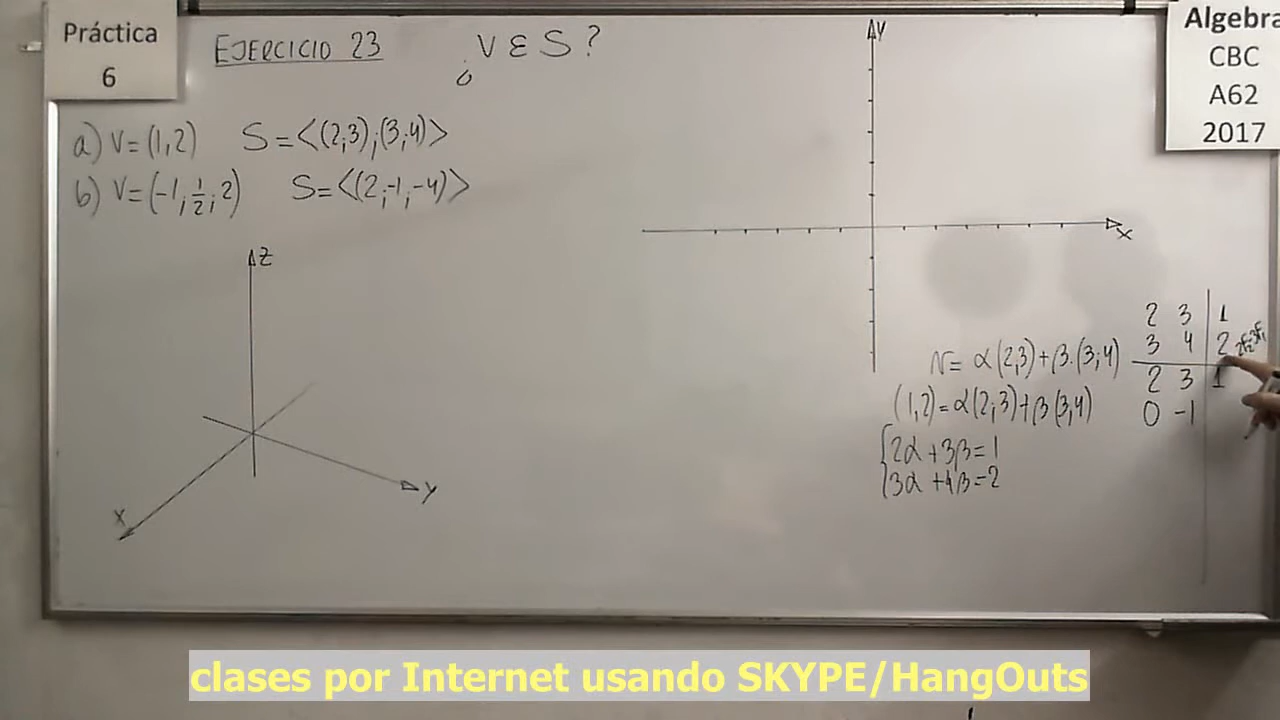 Práctica
6
EJERCICIO 23
¿V ε S?
Algebra
CBC
A62
2017
a) V=(1,2) S=<(2;3);(3;4)>
b) V=(-1; 1/2; 2) S=<(2;-1;-4)>
Z
X
Y
Y
X
N= α(2;3)+β.(3;4)
(1,2)=α(2;3)+β(3;4)
2α+3β=1
3α+4β=2
2 3 | 1
3 4 | 2 2F₂-3F₁
2 3 | 1
0 -1
clases por Internet usando SKYPE/HangOuts